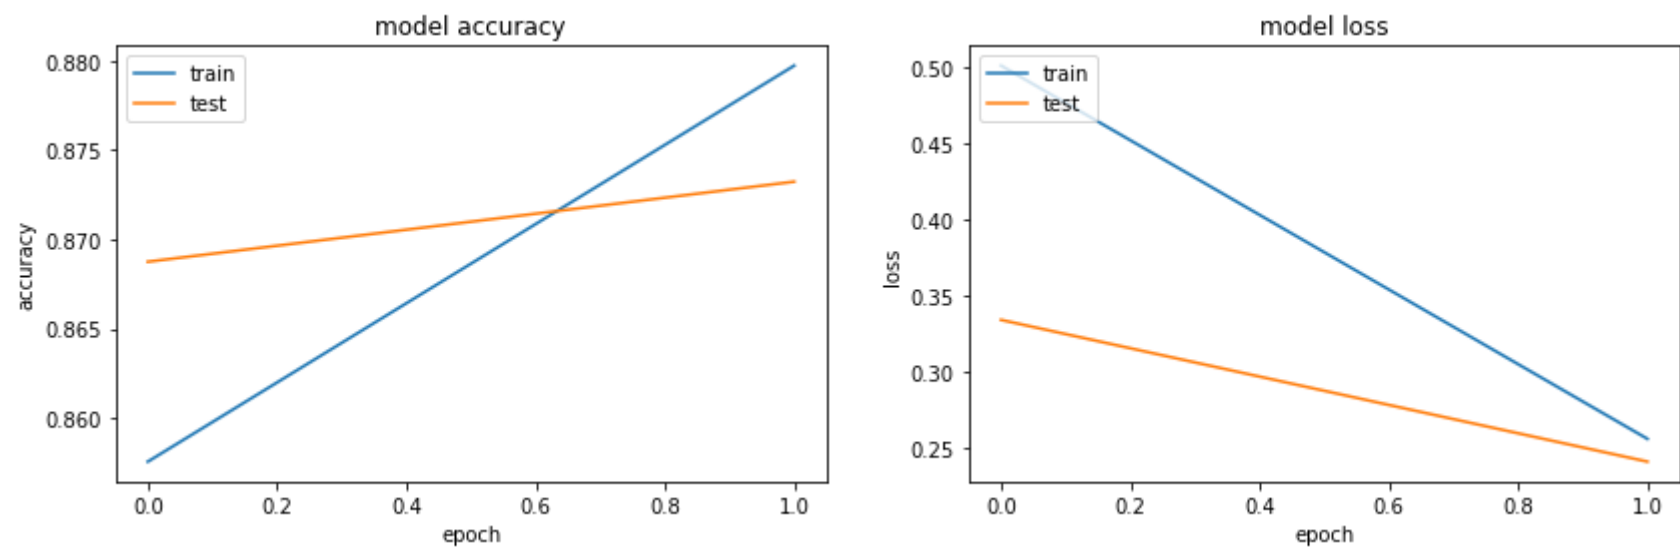 model accuracy
train
test
0.880
0.875
0.870
0.865
0.860
accuracy
0.0 0.2 0.4 0.6 0.8 1.0
epoch
model loss
train
test
0.50
0.45
0.40
0.35
0.30
0.25
loss
0.0 0.2 0.4 0.6 0.8 1.0
epoch